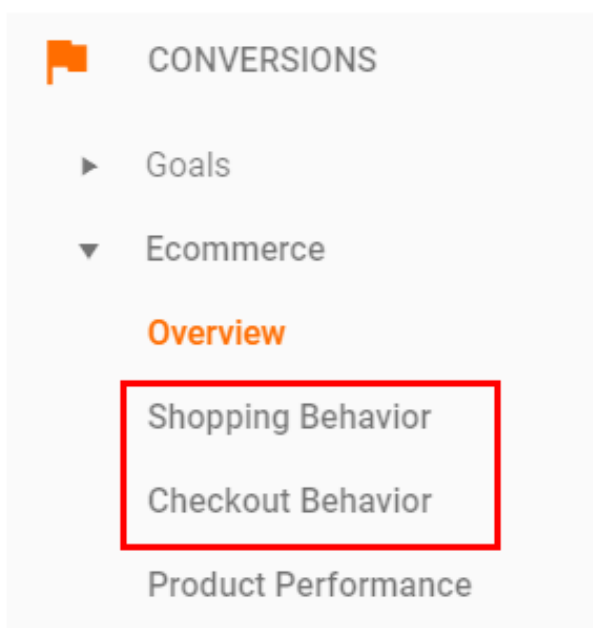 CONVERSIONS
Goals
Ecommerce
Overview
Shopping Behavior
Checkout Behavior
Product Performance